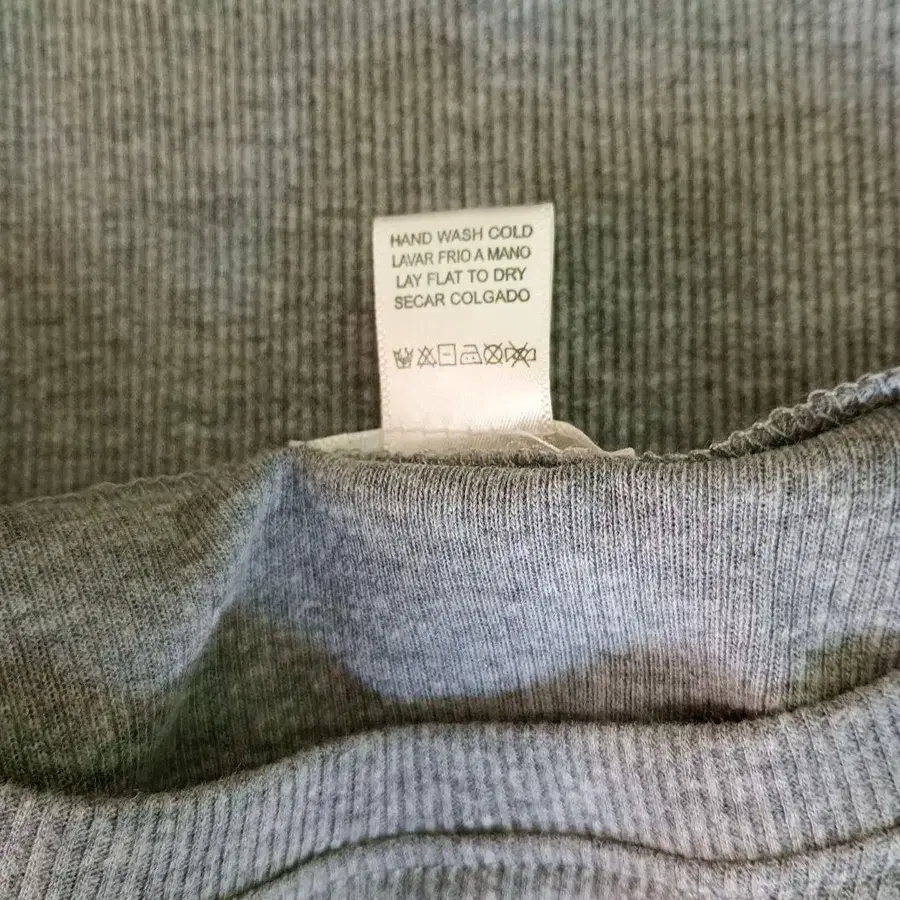 HAND WASH COLD
LAVAR FRIO A MANO
LAY FLAT TO DRY
SECAR COLGADO